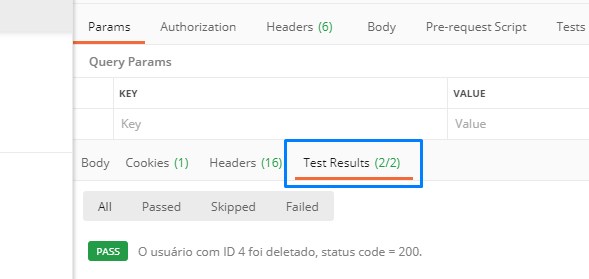 Params Authorization Headers (6) Body Pre-request Script Tests
Query Params
KEY VALUE
Key Value
Body Cookies (1) Headers (16) Test Results (2/2)
All Passed Skipped Failed
PASS O usuário com ID 4 foi deletado, status code = 200.